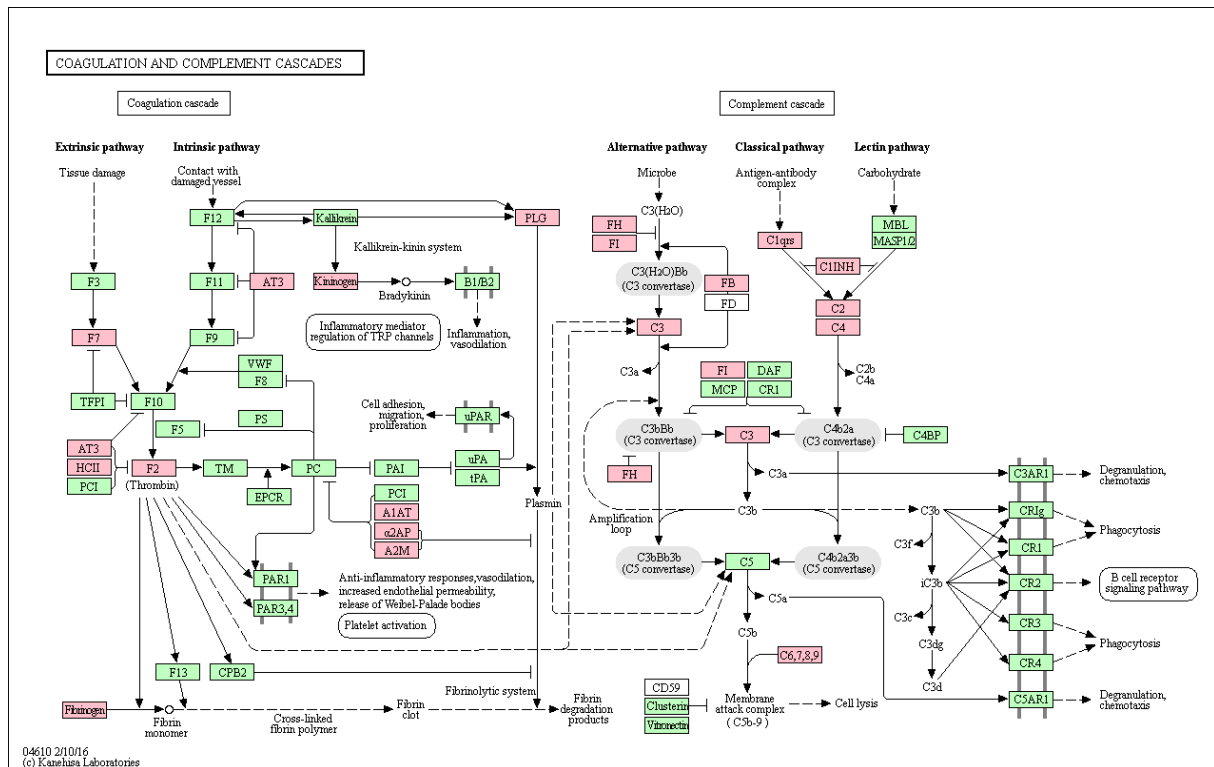 COAGULATION AND COMPLEMENT CASCADES
Coagulation cascade
Complement cascade
Extrinsic pathway
Intrinsic pathway
Alternative pathway
Classical pathway
Lectin pathway
Tissue damage
Contact with
damaged vessel
Microbe
Antigen-antibody
complex
Carbohydrate
F12
Kallikrein
PLG
C3(H2O)
FH
FI
C1qrs
MBL
MASP1/2
Kallikrein-kinin system
C1INH
F3
F11
AT3
Kininogen
Bradykinin
B1/B2
C3(H2O)Bb
(C3 convertase)
FB
FD
C2
C4
F7
F9
Inflammatory mediator
regulation of TRP channels
Inflammation,
vasodilation
C3
VWF
F8
C3a
FI
DAF
MCP
CR1
C2b
C4a
TFPI
F10
PS
F5
Cell adhesion,
migration,
proliferation
uPAR
C3bBb
(C3 convertase)
C3
C4b2a
(C3 convertase)
C4BP
AT3
HCII
PCI
F2
(Thrombin)
TM
PC
PAI
uPA
tPA
FH
C3a
C3AR1
Degranulation,
chemotaxis
EPCR
PCI
A1AT
α2AP
A2M
Plasmin
Amplification
loop
C3b
C3b
CRIg
Phagocytosis
C3f
CR1
C3bBb3b
(C5 convertase)
C5
C4b2a3b
(C5 convertase)
PAR1
PAR3,4
Anti-inflammatory responses,vasodilation,
increased endothelial permeability,
release of Weibel-Palade bodies
Platelet activation
iC3b
CR2
B cell receptor
signaling pathway
C5a
C3c
CR3
C5b
C3dg
Phagocytosis
F13
CPB2
Fibrinolytic system
C6,7,8,9
C3d
CR4
Fibrinogen
Fibrin
monomer
Cross-linked
fibrin polymer
Fibrin
clot
Fibrin
degradation
products
CD59
Clusterin
Vitronectin
Membrane
attack complex
(C5b-9)
Cell lysis
C5AR1
Degranulation,
chemotaxis
04610 2/10/16
(c) Kanehisa Laboratories